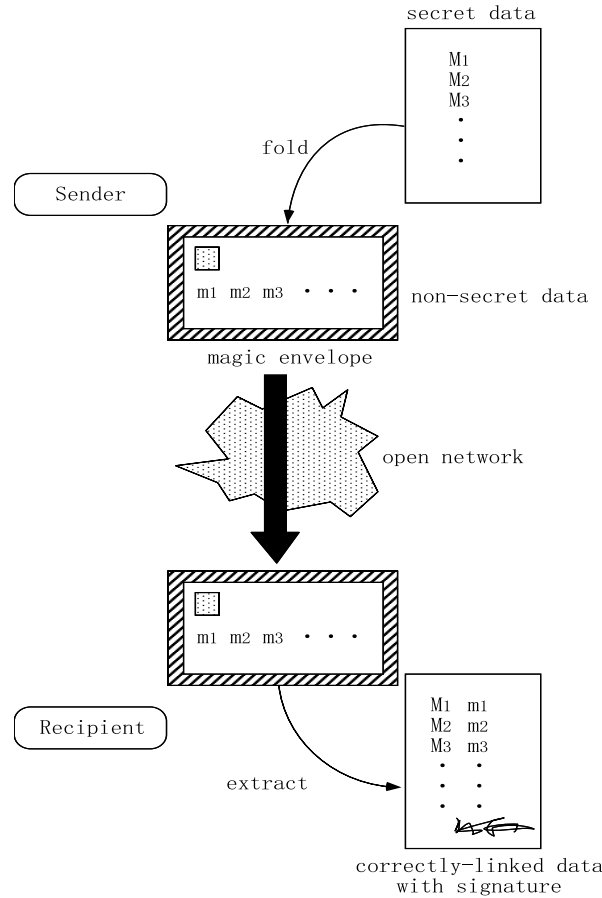 secret data
M1
M2
M3
fold
Sender
m1 m2 m3 · · ·
non-secret data
magic envelope
open network
m1 m2 m3 · · ·
M1 m1
M2 m2
M3 m3
Recipient
extract
correctly-linked data
with signature